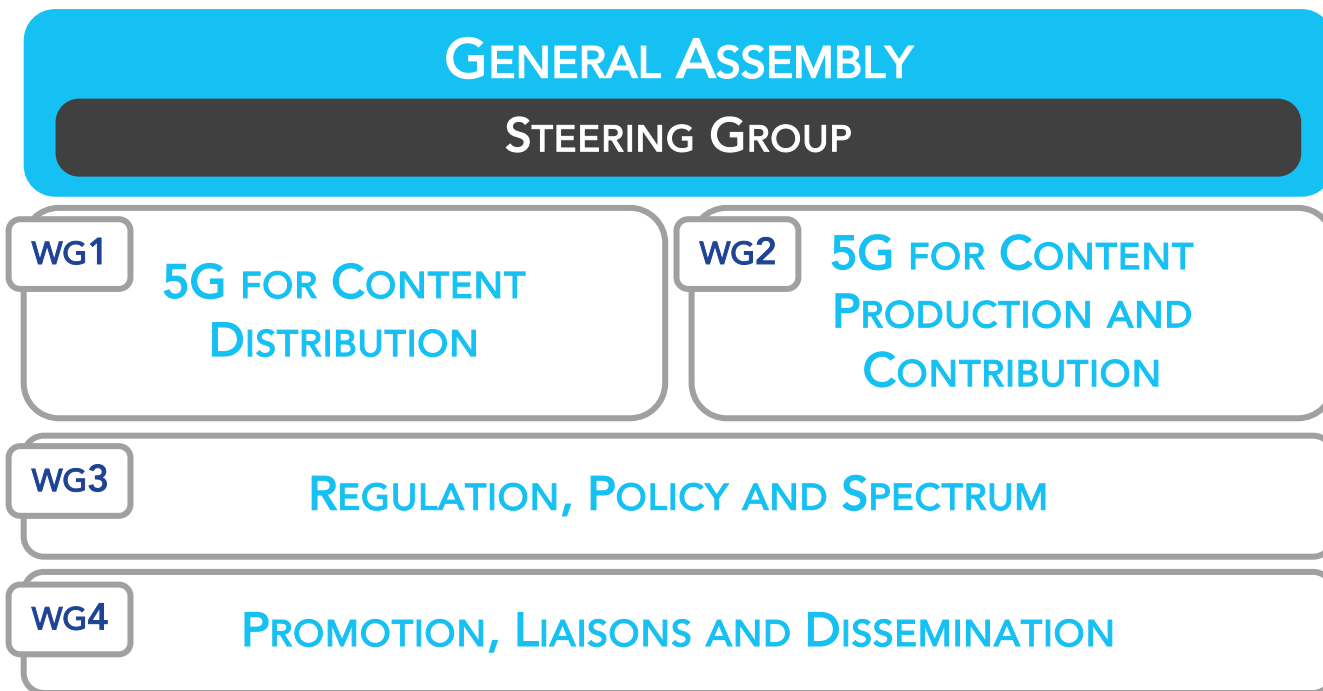 General Assembly
Steering Group
WG1
5G for Content
Distribution
WG2
5G for Content
Production and
Contribution
WG3
Regulation, Policy and Spectrum
WG4
Promotion, Liaisons and Dissemination